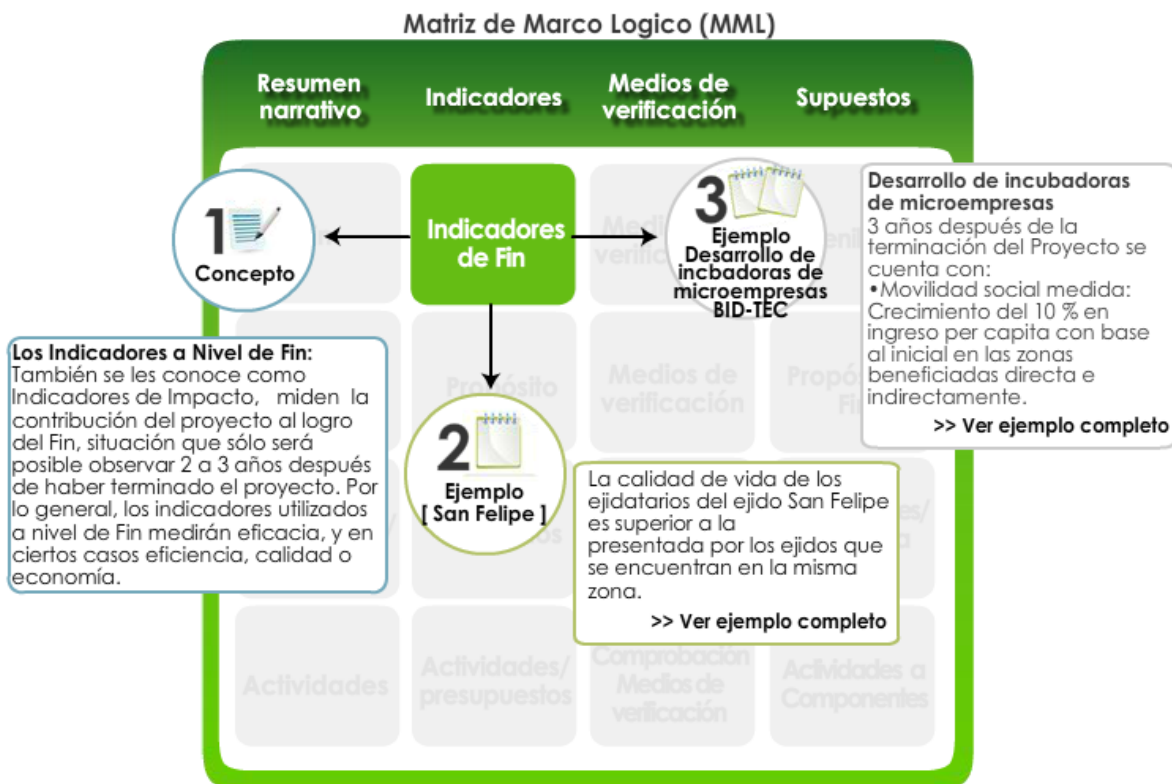 Matriz de Marco Logico (MML)
Resumen
narrativo
Indicadores
Medios de
verificación
Supuestos
1
Concepto
Indicadores
de Fin
3
Ejemplo
Desarrollo de
incbadoras de
microempresas
BID-TEC
Desarrollo de incubadoras
de microempresas
3 años después de la
terminación del Proyecto se
cuenta con:
•Movilidad social medida:
Crecimiento del 10 % en
ingreso per capita con base
al inicial en las zonas
beneficiadas directa e
indirectamente.
>> Ver ejemplo completo
Los Indicadores a Nivel de Fin:
También se les conoce como
Indicadores de Impacto, miden la
contribución del proyecto al logro
del Fin, situación que sólo será
posible observar 2 a 3 años después
de haber terminado el proyecto. Por
lo general, los indicadores utilizados
a nivel de Fin medirán eficacia, y en
ciertos casos eficiencia, calidad o
economía.
Propósito
Medios de
verificación
2
Ejemplo
[ San Felipe ]
La calidad de vida de los
ejidatarios del ejido San Felipe
es superior a la
presentada por los ejidos que
se encuentran en la misma
zona.
>> Ver ejemplo completo
Actividades
Actividades/
presupuestos
Comprobación
Medios de
verificación
Actividades a
Componentes